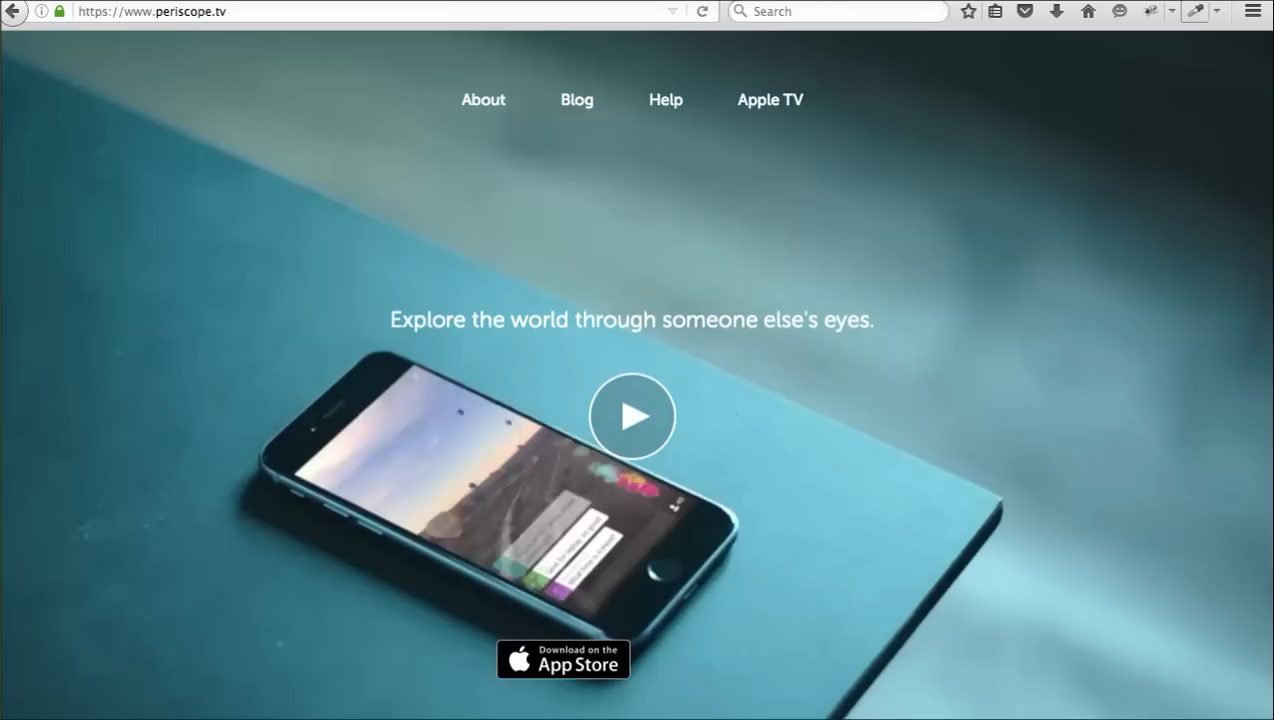 https://www.periscope.tv
Search
About
Blog
Help
Apple TV
Explore the world through someone else's eyes.
Download on the
App Store